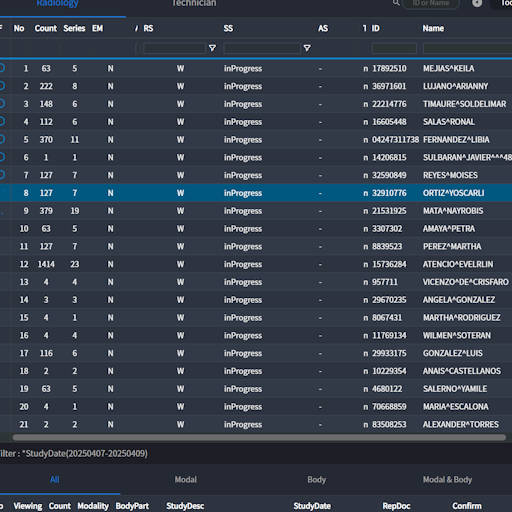 Radiology Technician ID or Name
No Count Series EM RS SS AS ID Name
1 63 5 N W inProgress - n 17892510 MEJIAS^KEILA
2 222 8 N W inProgress - n 36971601 LUJANO^ARIANNY
3 148 6 N W inProgress - n 22214776 TIMAURE^SOLDELIMAR
4 112 6 N W inProgress - n 16605448 SALAS^RONAL
5 370 11 N W inProgress - n 04247311738 FERNANDEZ^LIBIA
6 1 1 N W inProgress - n 14206815 SULBARAN^JAVIER^^^48
7 127 7 N W inProgress - n 32590849 REYES^MOISES
8 127 7 N W inProgress - n 32910776 ORTIZ^YOSCARLI
9 379 19 N W inProgress - n 21531925 MATA^NAYROBIS
10 63 5 N W inProgress - n 3307302 AMAYA^PETRA
11 127 7 N W inProgress - n 8839523 PEREZ^MARTHA
12 1414 23 N W inProgress - n 15736284 ATENCIO^EVELRLIN
13 4 4 N W inProgress - n 957711 VICENZO^DE^CRISFARO
14 3 3 N W inProgress - n 29670235 ANGELA^GONZALEZ
15 4 1 N W inProgress - n 8067431 MARTHA^RODRIGUEZ
16 4 4 N W inProgress - n 11769134 WILMEN^SOTERAN
17 116 6 N W inProgress - n 29933175 GONZALEZ^LUIS
18 2 2 N W inProgress - n 10229354 ANAIS^CASTELLANOS
19 63 5 N W inProgress - n 4680122 SALERNO^YAMILE
20 4 1 N W inProgress - n 70668859 MARIA^ESCALONA
21 2 2 N W inProgress - n 83508253 ALEXANDER^TORRES
ilter : *StudyDate(20250407-20250409)
All Modal Body Modal & Body
o Viewing Count Modality BodyPart StudyDesc StudyDate RepDoc Confirm